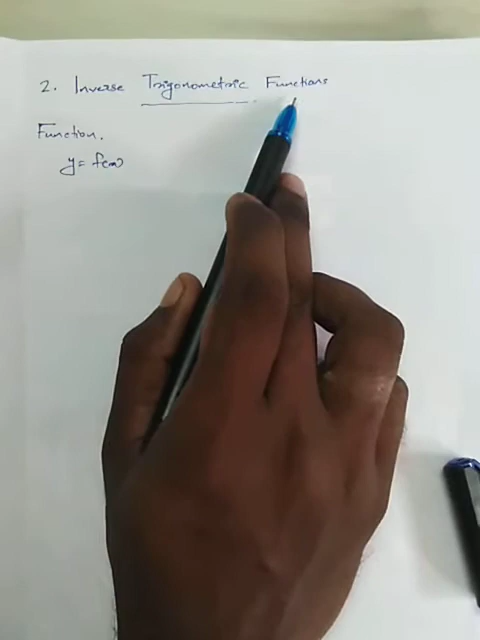 2. Inverse Trigonometric Functions
Function.
y = f(x)